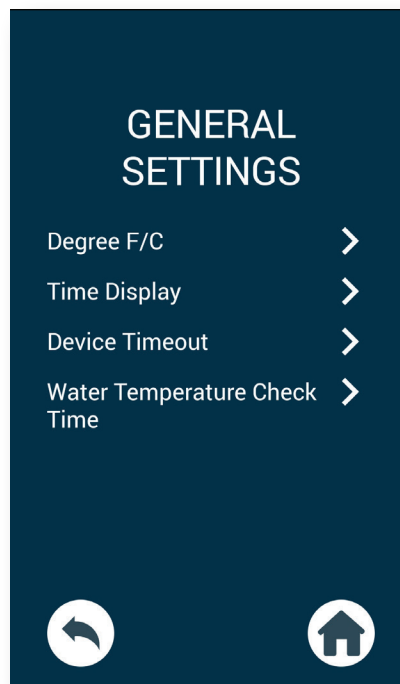 GENERAL
SETTINGS
Degree F/C
Time Display
Device Timeout
Water Temperature Check
Time